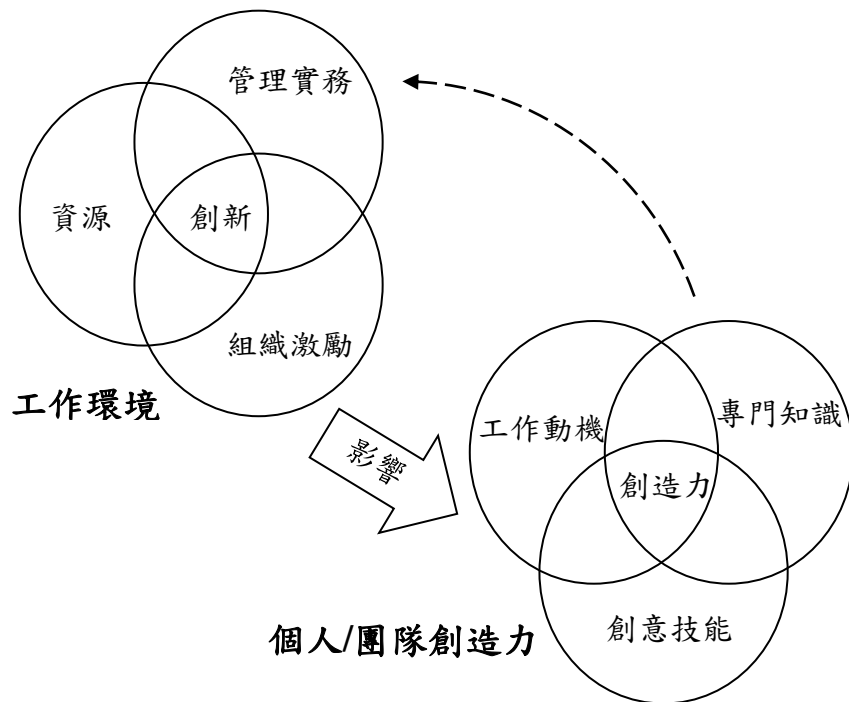 管理實務
資源
創新
組織激勵
工作環境
影響
工作動機
專門知識
創造力
創意技能
個人/團隊創造力